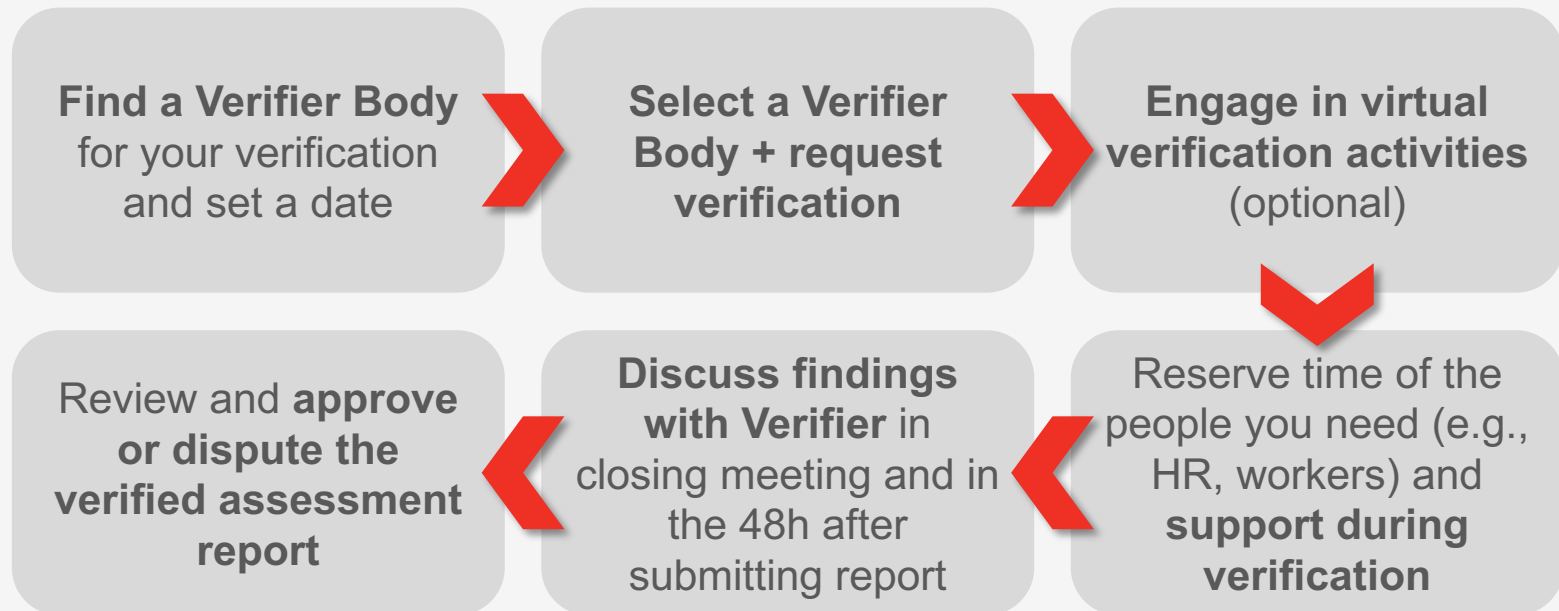 Find a Verifier Body
for your verification
and set a date
Select a Verifier
Body + request
verification
Engage in virtual
verification activities
(optional)
Reserve time of the
people you need (e.g.,
HR, workers) and
support during
verification
Discuss findings
with Verifier in
closing meeting and in
the 48h after
submitting report
Review and approve
or dispute the
verified assessment
report